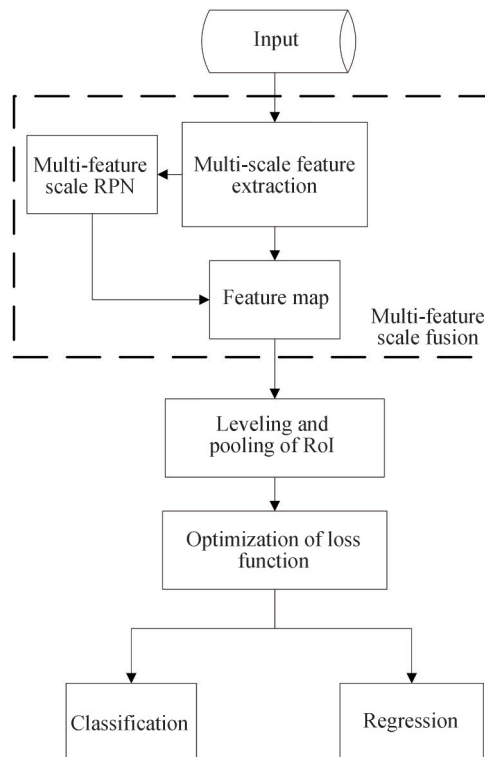 Input
Multi-feature
scale RPN
Multi-scale feature
extraction
Feature map
Multi-feature
scale fusion
Leveling and
pooling of RoI
Optimization of loss
function
Classification
Regression